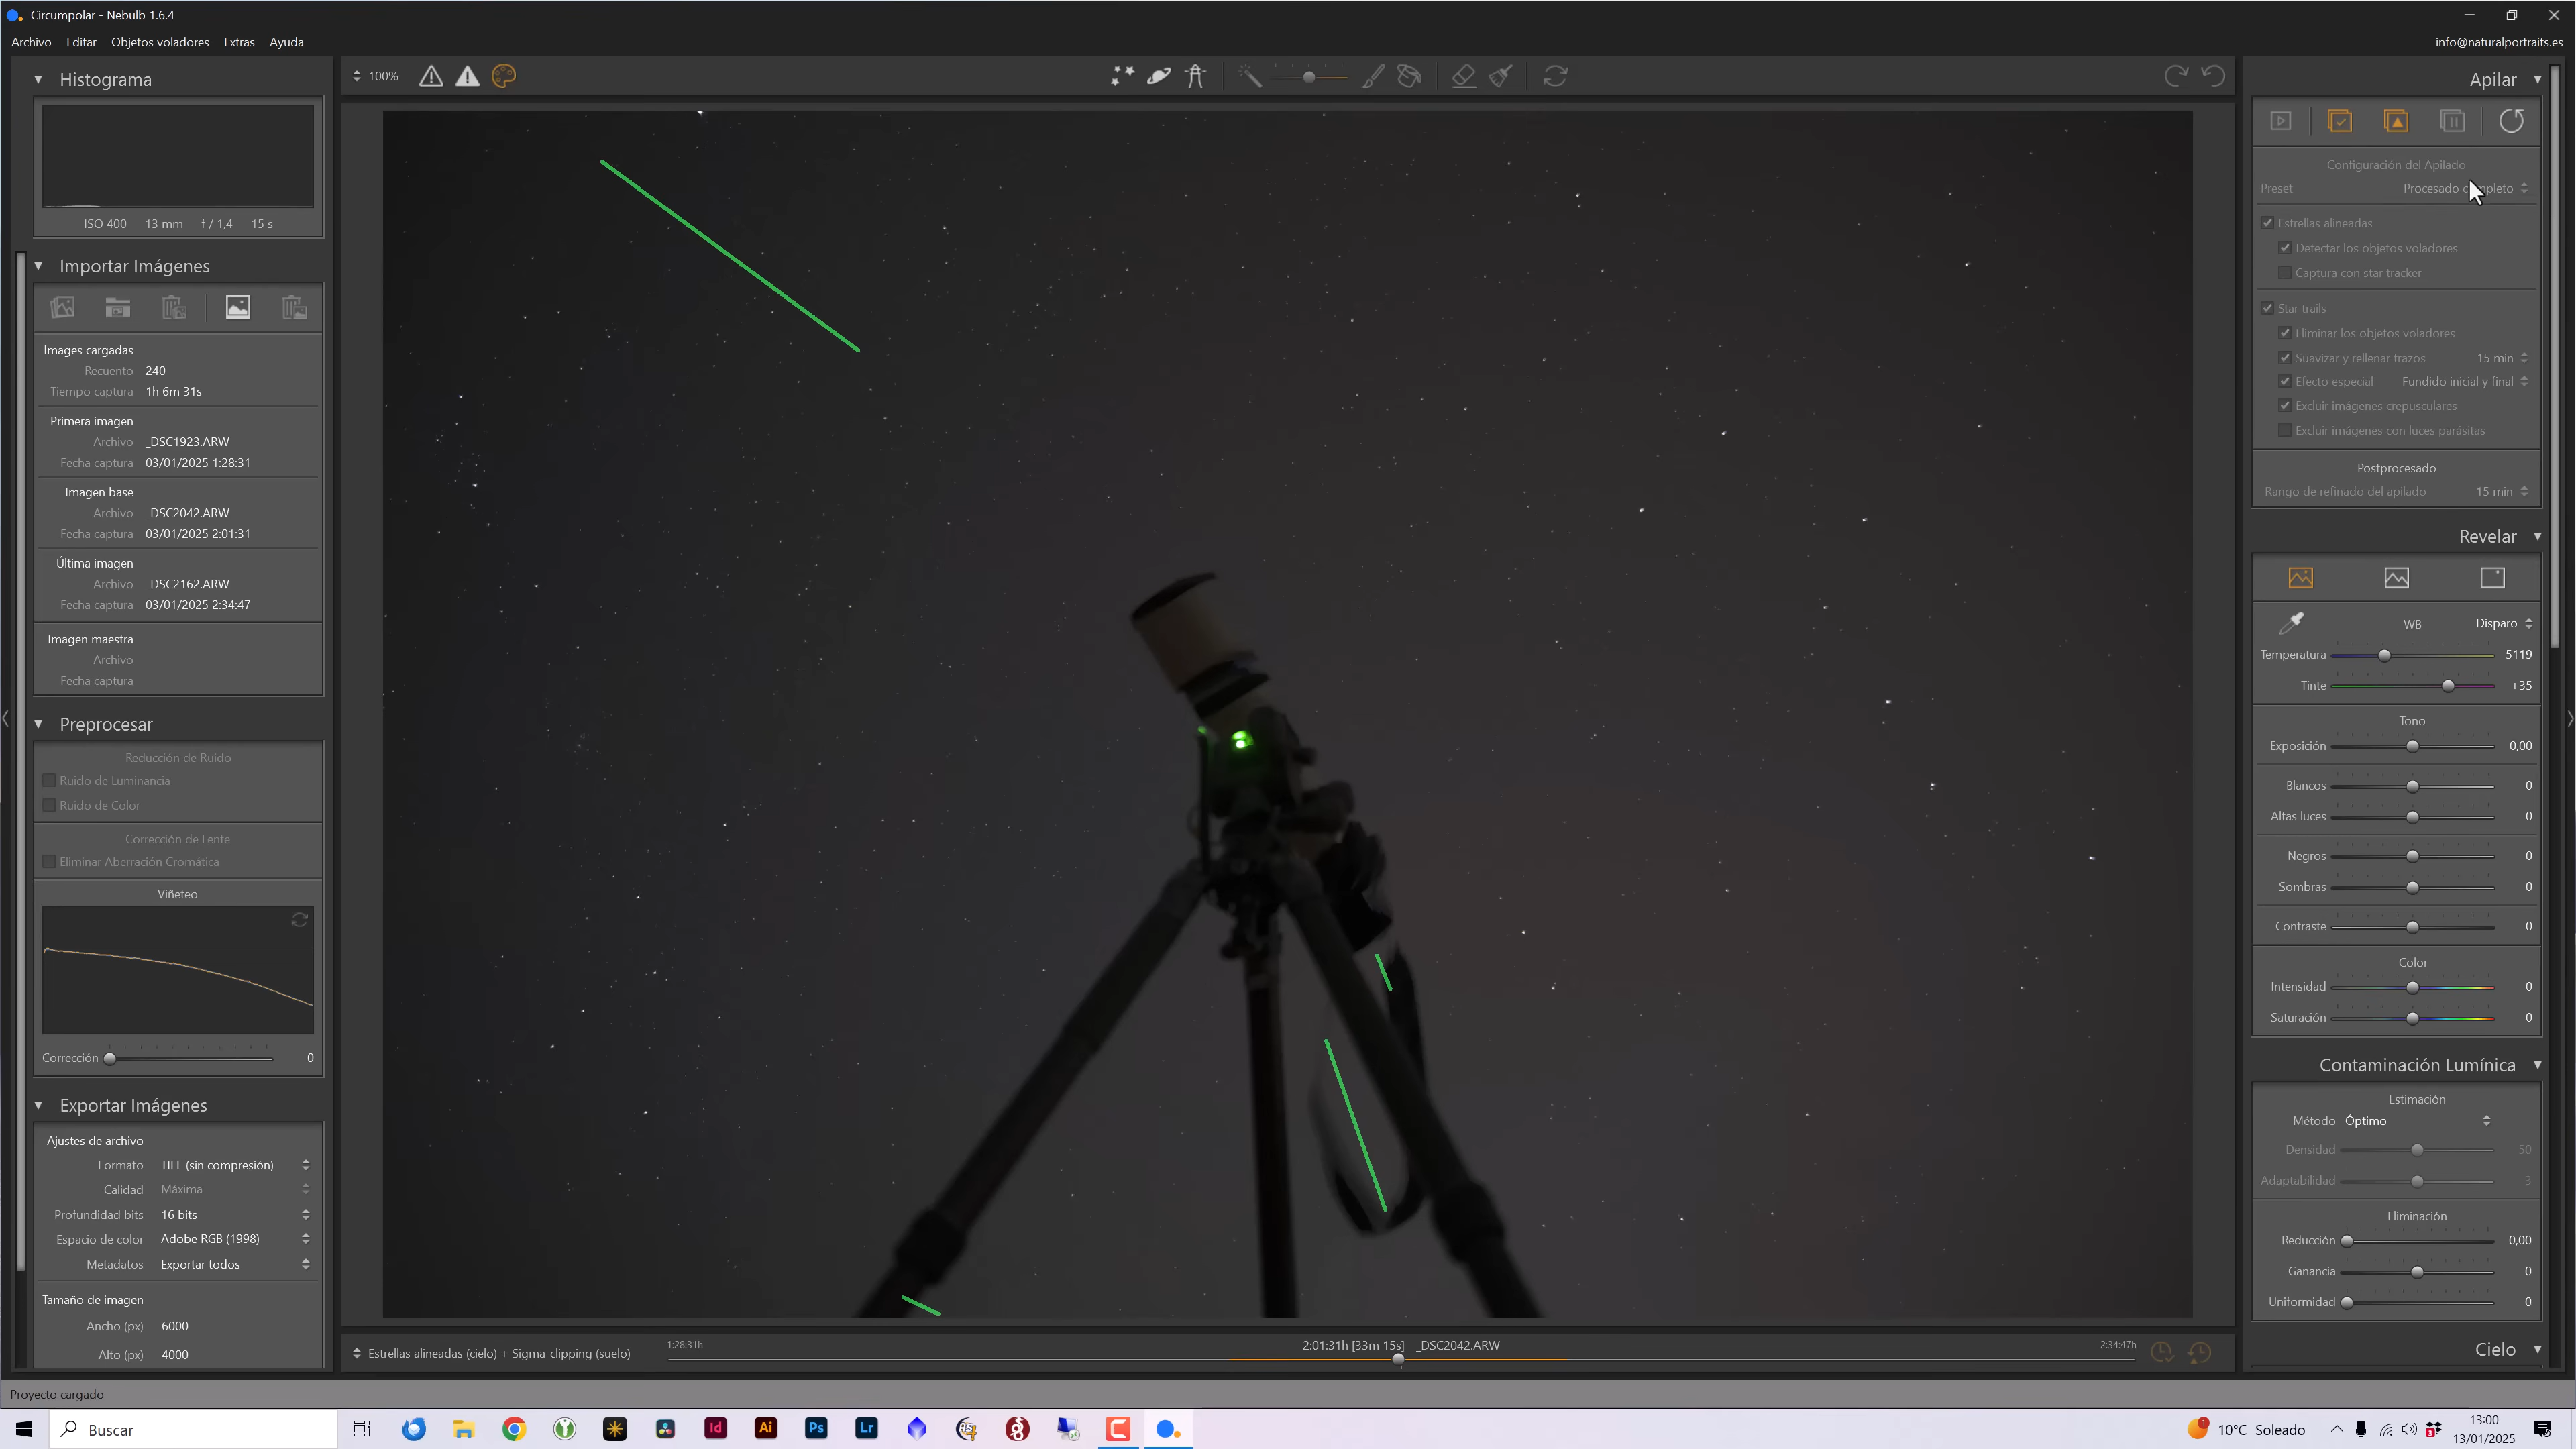 Circumpolar - Nebulb 1.6.4
Archivo Editar Objetos voladores Extras Ayuda
info@naturalportraits.es
Histograma
ISO 400 13 mm f / 1,4 15 s
Importar Imágenes
Images cargadas
Recuento 240
Tiempo captura 1h 6m 31s
Primera imagen
Archivo _DSC1923.ARW
Fecha captura 03/01/2025 1:28:31
Imagen base
Archivo _DSC2042.ARW
Fecha captura 03/01/2025 2:01:31
Última imagen
Archivo _DSC2162.ARW
Fecha captura 03/01/2025 2:34:47
Imagen maestra
Archivo
Fecha captura
Preprocesar
Reducción de Ruido
Ruido de Luminancia
Ruido de Color
Corrección de Lente
Eliminar Aberración Cromática
Viñeteo
Corrección 0
Exportar Imágenes
Ajustes de archivo
Formato TIFF (sin compresión)
Calidad Máxima
Profundidad bits 16 bits
Espacio de color Adobe RGB (1998)
Metadatos Exportar todos
Tamaño de imagen
Ancho (px) 6000
Alto (px) 4000
100%
Estrellas alineadas (cielo) + Sigma-clipping (suelo)
1:28:31h
2:01:31h [33m 15s] - _DSC2042.ARW
2:34:47h
Apilar
Configuración del Apilado
Preset Procesado completo
Estrellas alineadas
Detectar los objetos voladores
Captura con star tracker
Star trails
Eliminar los objetos voladores
Suavizar y rellenar trazos 15 min
Efecto especial Fundido inicial y final
Excluir imágenes crepusculares
Excluir imágenes con luces parásitas
Postprocesado
Rango de refinado del apilado 15 min
Revelar
WB Disparo
Temperatura 5119
Tinte +35
Tono
Exposición 0,00
Blancos 0
Altas luces 0
Negros 0
Sombras 0
Contraste 0
Color
Intensidad 0
Saturación 0
Contaminación Lumínica
Estimación
Método Óptimo
Densidad 50
Adaptabilidad 3
Eliminación
Reducción 0,00
Ganancia 0
Uniformidad 0
Cielo
Proyecto cargado
Buscar
Id Ai Ps Lr
1 10°C Soleado
13:00
13/01/2025